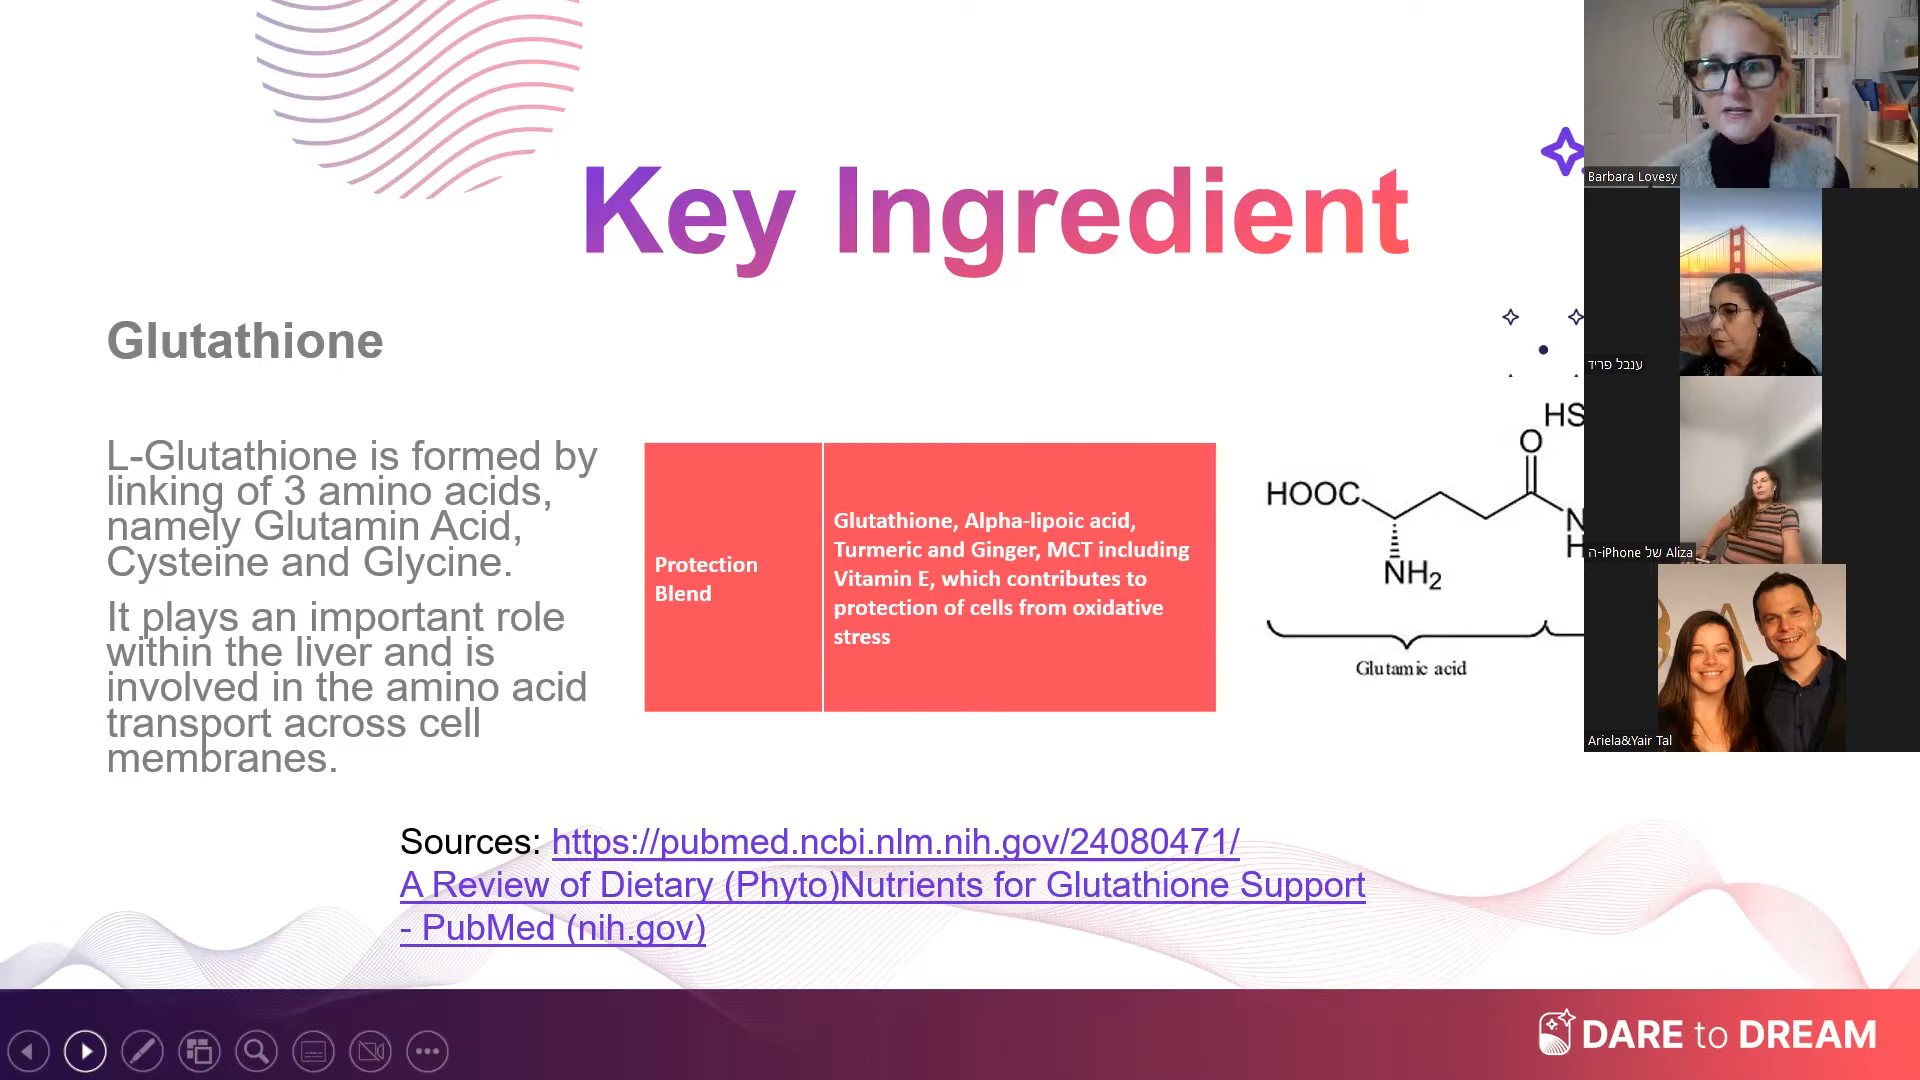 Key Ingredient
Glutathione
L-Glutathione is formed by
linking of 3 amino acids,
namely Glutamin Acid,
Cysteine and Glycine.
It plays an important role
within the liver and is
involved in the amino acid
transport across cell
membranes.
Protection
Blend
Glutathione, Alpha-lipoic acid,
Turmeric and Ginger, MCT including
Vitamin E, which contributes to
protection of cells from oxidative
stress
HS
O
HOOC
N
H
NH2
Glutamic acid
Sources: https://pubmed.ncbi.nlm.nih.gov/24080471/
A Review of Dietary (Phyto)Nutrients for Glutathione Support
- PubMed (nih.gov)
Barbara Lovesy
ענבל פריד
ה-iPhone של Aliza
Ariela&Yair Tal
DARE to DREAM